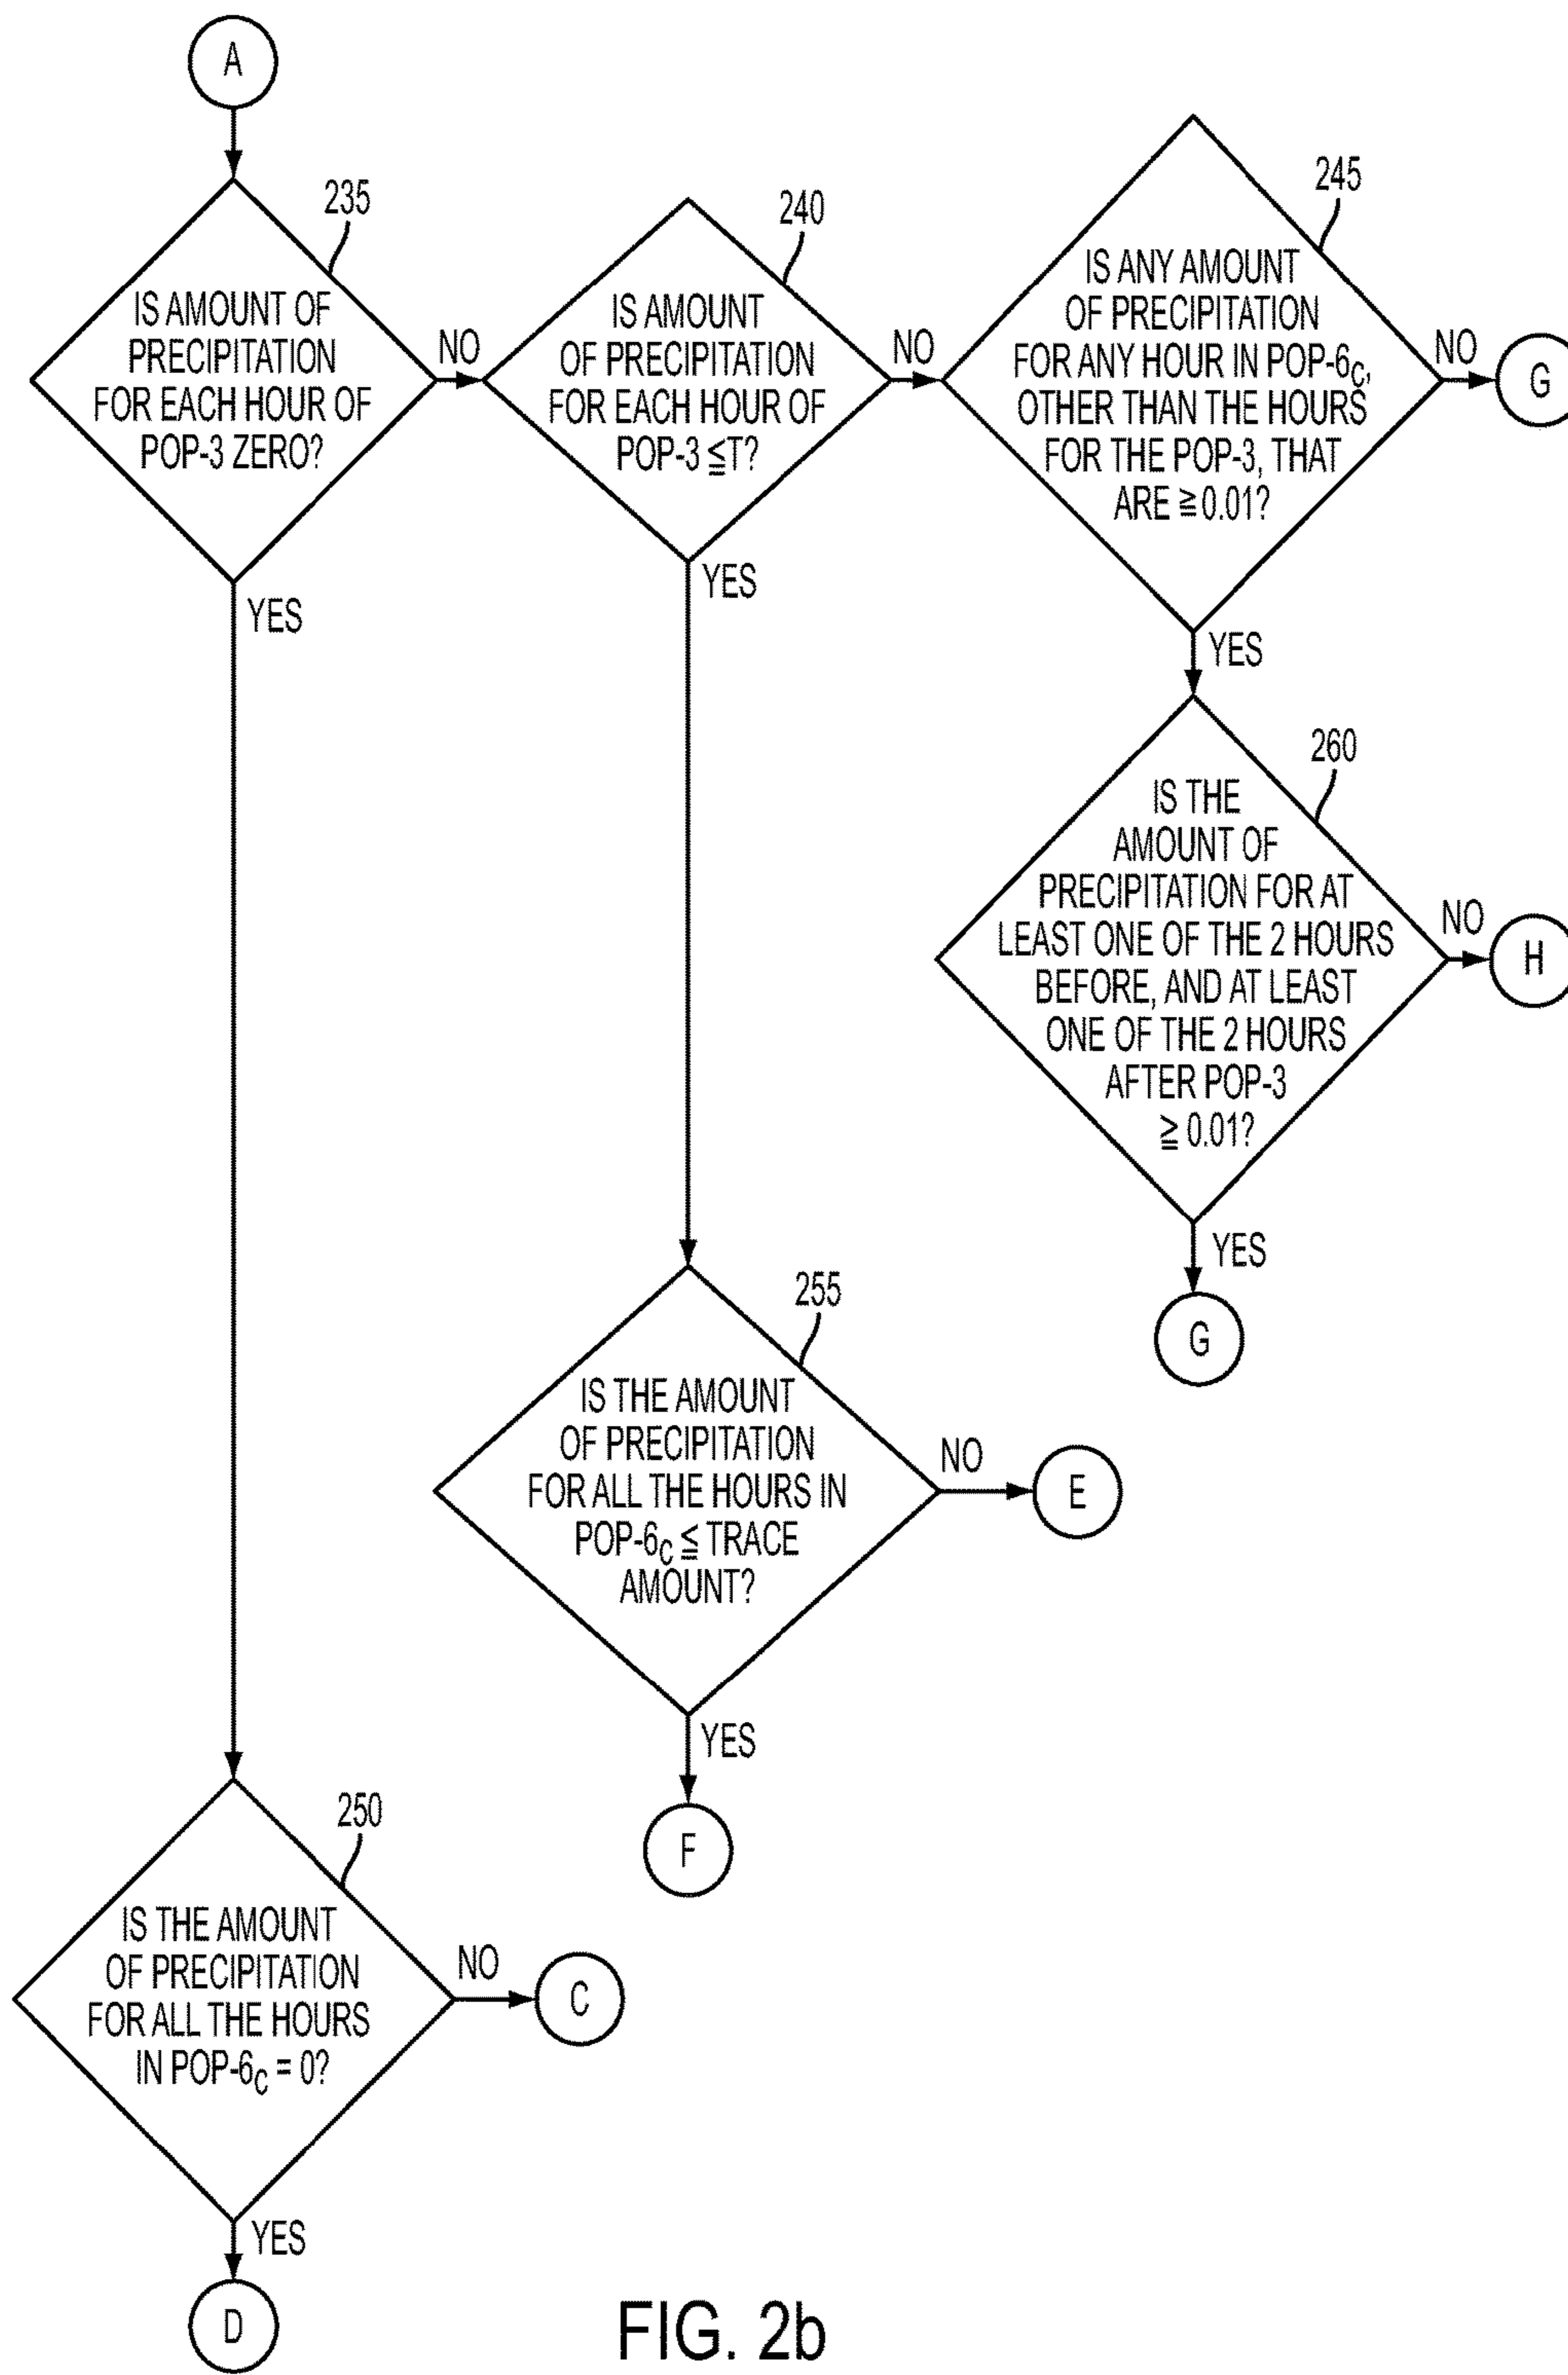 A
235
IS AMOUNT OF
PRECIPITATION
FOR EACH HOUR OF
POP-3 ZERO?
NO
YES
240
IS AMOUNT
OF PRECIPITATION
FOR EACH HOUR OF
POP-3 ≦T?
NO
YES
245
IS ANY AMOUNT
OF PRECIPITATION
FOR ANY HOUR IN POP-6C,
OTHER THAN THE HOURS
FOR THE POP-3, THAT
ARE ≧0.01?
NO
G
YES
260
IS THE
AMOUNT OF
PRECIPITATION FOR AT
LEAST ONE OF THE 2 HOURS
BEFORE, AND AT LEAST
ONE OF THE 2 HOURS
AFTER POP-3
≧ 0.01?
NO
H
YES
G
255
IS THE AMOUNT
OF PRECIPITATION
FOR ALL THE HOURS IN
POP-6C ≦ TRACE
AMOUNT?
NO
E
YES
F
250
IS THE AMOUNT
OF PRECIPITATION
FOR ALL THE HOURS
IN POP-6C = 0?
NO
C
YES
D
FIG. 2b